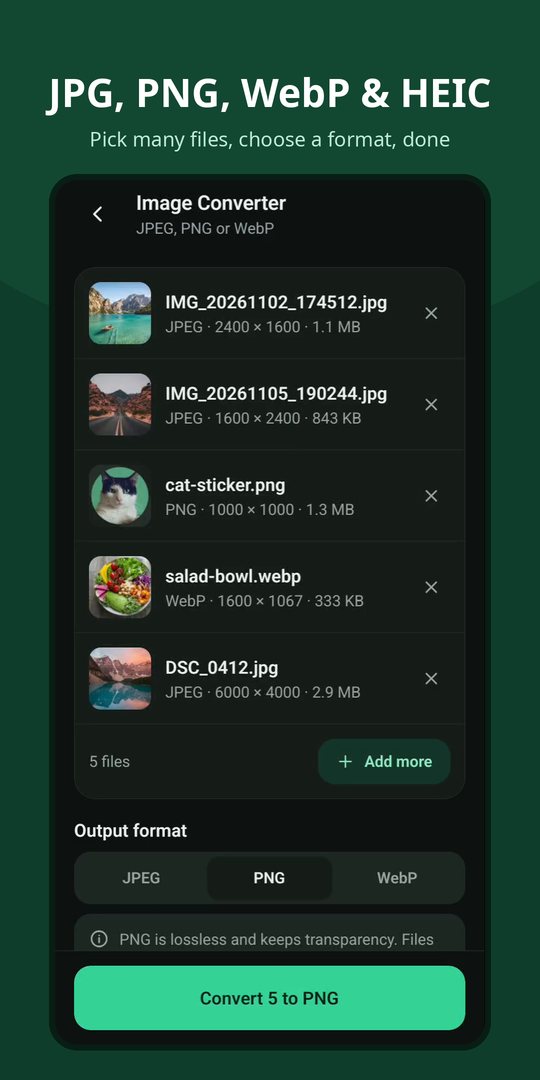 JPG, PNG, WebP & HEIC
Pick many files, choose a format, done
Image Converter
JPEG, PNG or WebP
IMG_20261102_174512.jpg
JPEG · 2400 × 1600 · 1.1 MB
IMG_20261105_190244.jpg
JPEG · 1600 × 2400 · 843 KB
cat-sticker.png
PNG · 1000 × 1000 · 1.3 MB
salad-bowl.webp
WebP · 1600 × 1067 · 333 KB
DSC_0412.jpg
JPEG · 6000 × 4000 · 2.9 MB
5 files
Add more
Output format
JPEG
PNG
WebP
PNG is lossless and keeps transparency. Files
Convert 5 to PNG